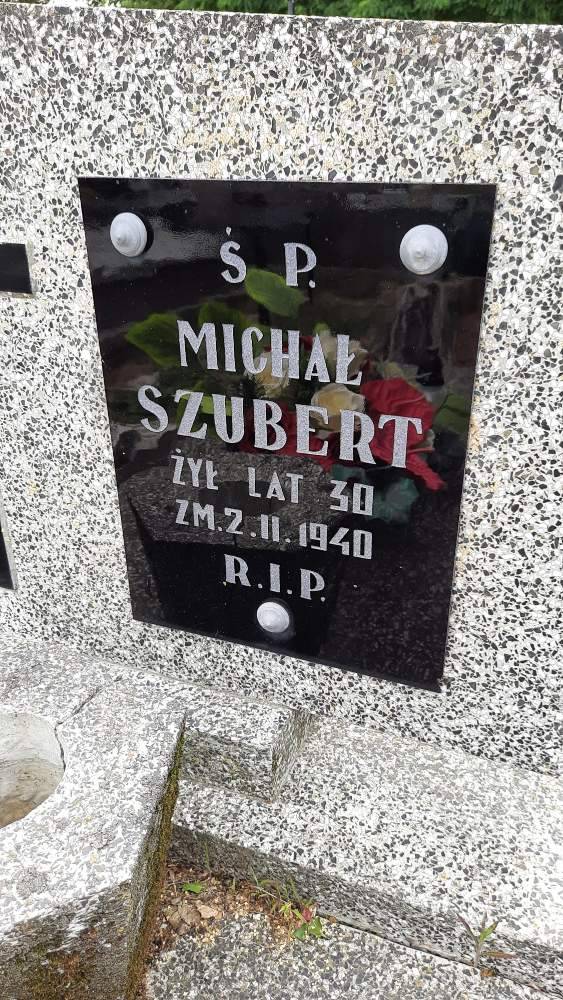 Ś P.
MICHAŁ
SZUBERT
ŻYŁ LAT 30
ZM. 2. 11. 1940
R. I. P.